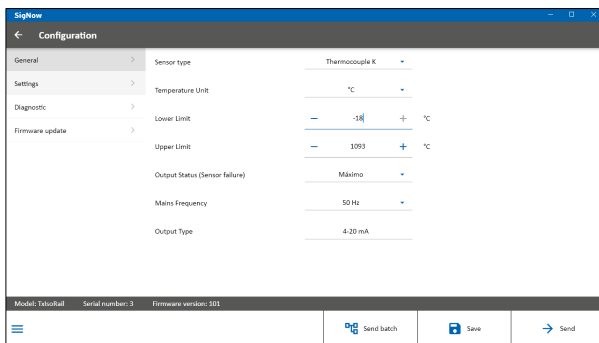 SigNow
Configuration
General
Settings
Diagnostic
Firmware update
Sensor type Thermocouple K
Temperature Unit °C
Lower Limit -18 °C
Upper Limit 1093 °C
Output Status (Sensor failure) Máximo
Mains Frequency 50 Hz
Output Type 4-20 mA
Model: TxIsoRail Serial number: 3 Firmware version: 101
Send batch Save Send